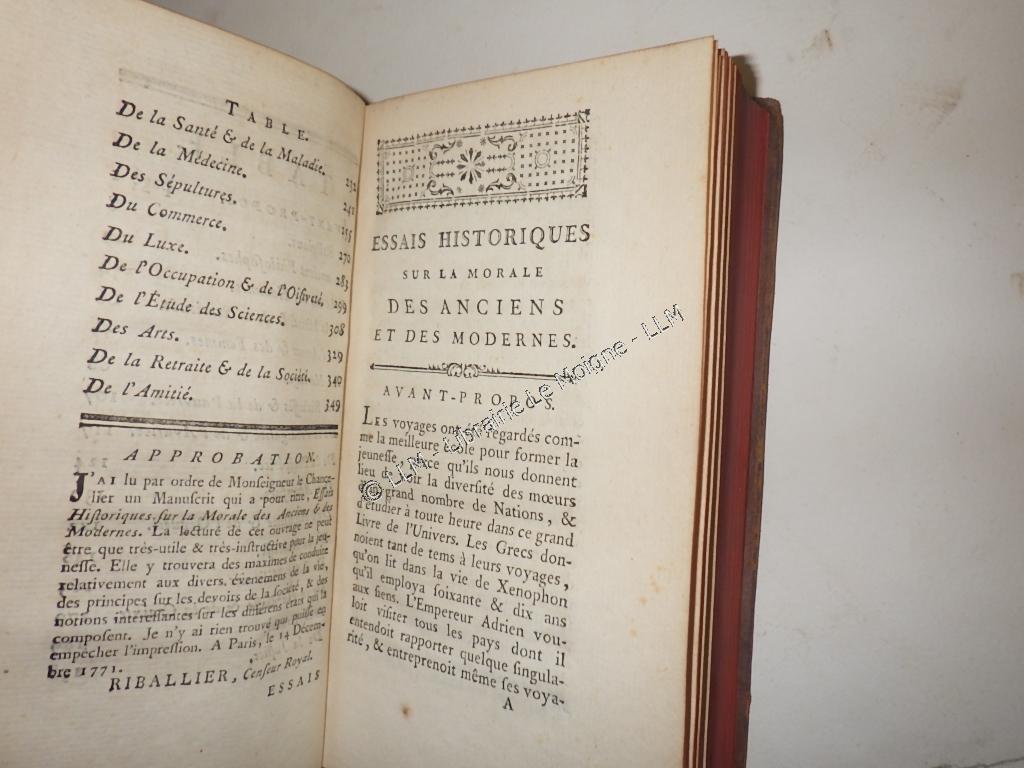 TABLE.
De la Santé & de la Maladie. 232
De la Médecine. 241
Des Sépultures. 255
Du Commerce. 270
Du Luxe. 283
De l'Occupation & de l'Oiſiveté. 299
De l'Étude des Sciences. 308
Des Arts. 329
De la Retraite & de la Société. 340
De l'Amitié. 349
APPROBATION.
J'AI lu par ordre de Monseigneur le Chance-
lier un Manuscrit qui a pour titre, Eſſais
Hiſtoriques ſur la Morale des Anciens & des
Modernes. La lecture de cet ouvrage ne peut
être que très-utile & très-inſtructive pour la jeu-
neſſe. Elle y trouvera des maximes de conduite
relativement aux divers évènemens de la vie,
des principes ſur les devoirs de la ſociété, & des
notions intéreſſantes ſur les différens états qui la
compoſent. Je n'y ai rien trouvé qui puiſſe en
empêcher l'impreſſion. A Paris, le 14 Décem-
bre 1771.
RIBALLIER, Cenſeur Royal.
ESSAIS
ESSAIS HISTORIQUES
SUR LA MORALE
DES ANCIENS
ET DES MODERNES.
AVANT-PROPOS.
LES voyages ont été regardés com-
me la meilleure école pour former la
jeuneſſe, parce qu'ils nous donnent
lieu de voir la diverſité des mœurs
d'un grand nombre de Nations, &
d'étudier à toute heure dans ce grand
Livre de l'Univers. Les Grecs don-
noient tant de tems à leurs voyages,
qu'on lit dans la vie de Xenophon
qu'il employa ſoixante & dix ans
aux ſiens. L'Empereur Adrien vou-
loit viſiter tous les pays dont il
entendoit rapporter quelque ſingula-
rité, & entreprenoit même ſes voya-
A
© LLM - Librairie Le Moigne - LLM